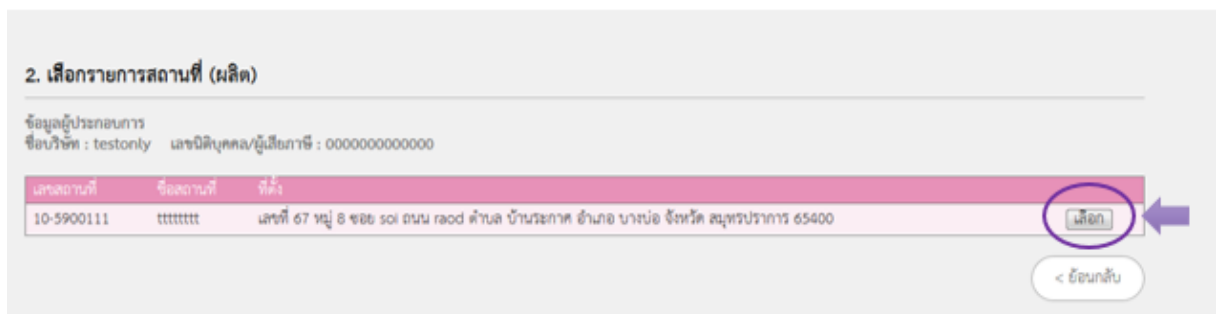 2. เลือกรายการสถานที่ (ผลิต)
ข้อมูลผู้ประกอบการ
ชื่อบริษัท : testonly เลขนิติบุคคล/ผู้เสียภาษี : 0000000000000
เลขสถานที่ ชื่อสถานที่ ที่ตั้ง
10-5900111 tttttttt เลขที่ 67 หมู่ 8 ซอย soi ถนน raod ตำบล บ้านระกาศ อำเภอ บางบ่อ จังหวัด สมุทรปราการ 65400 เลือก
< ย้อนกลับ